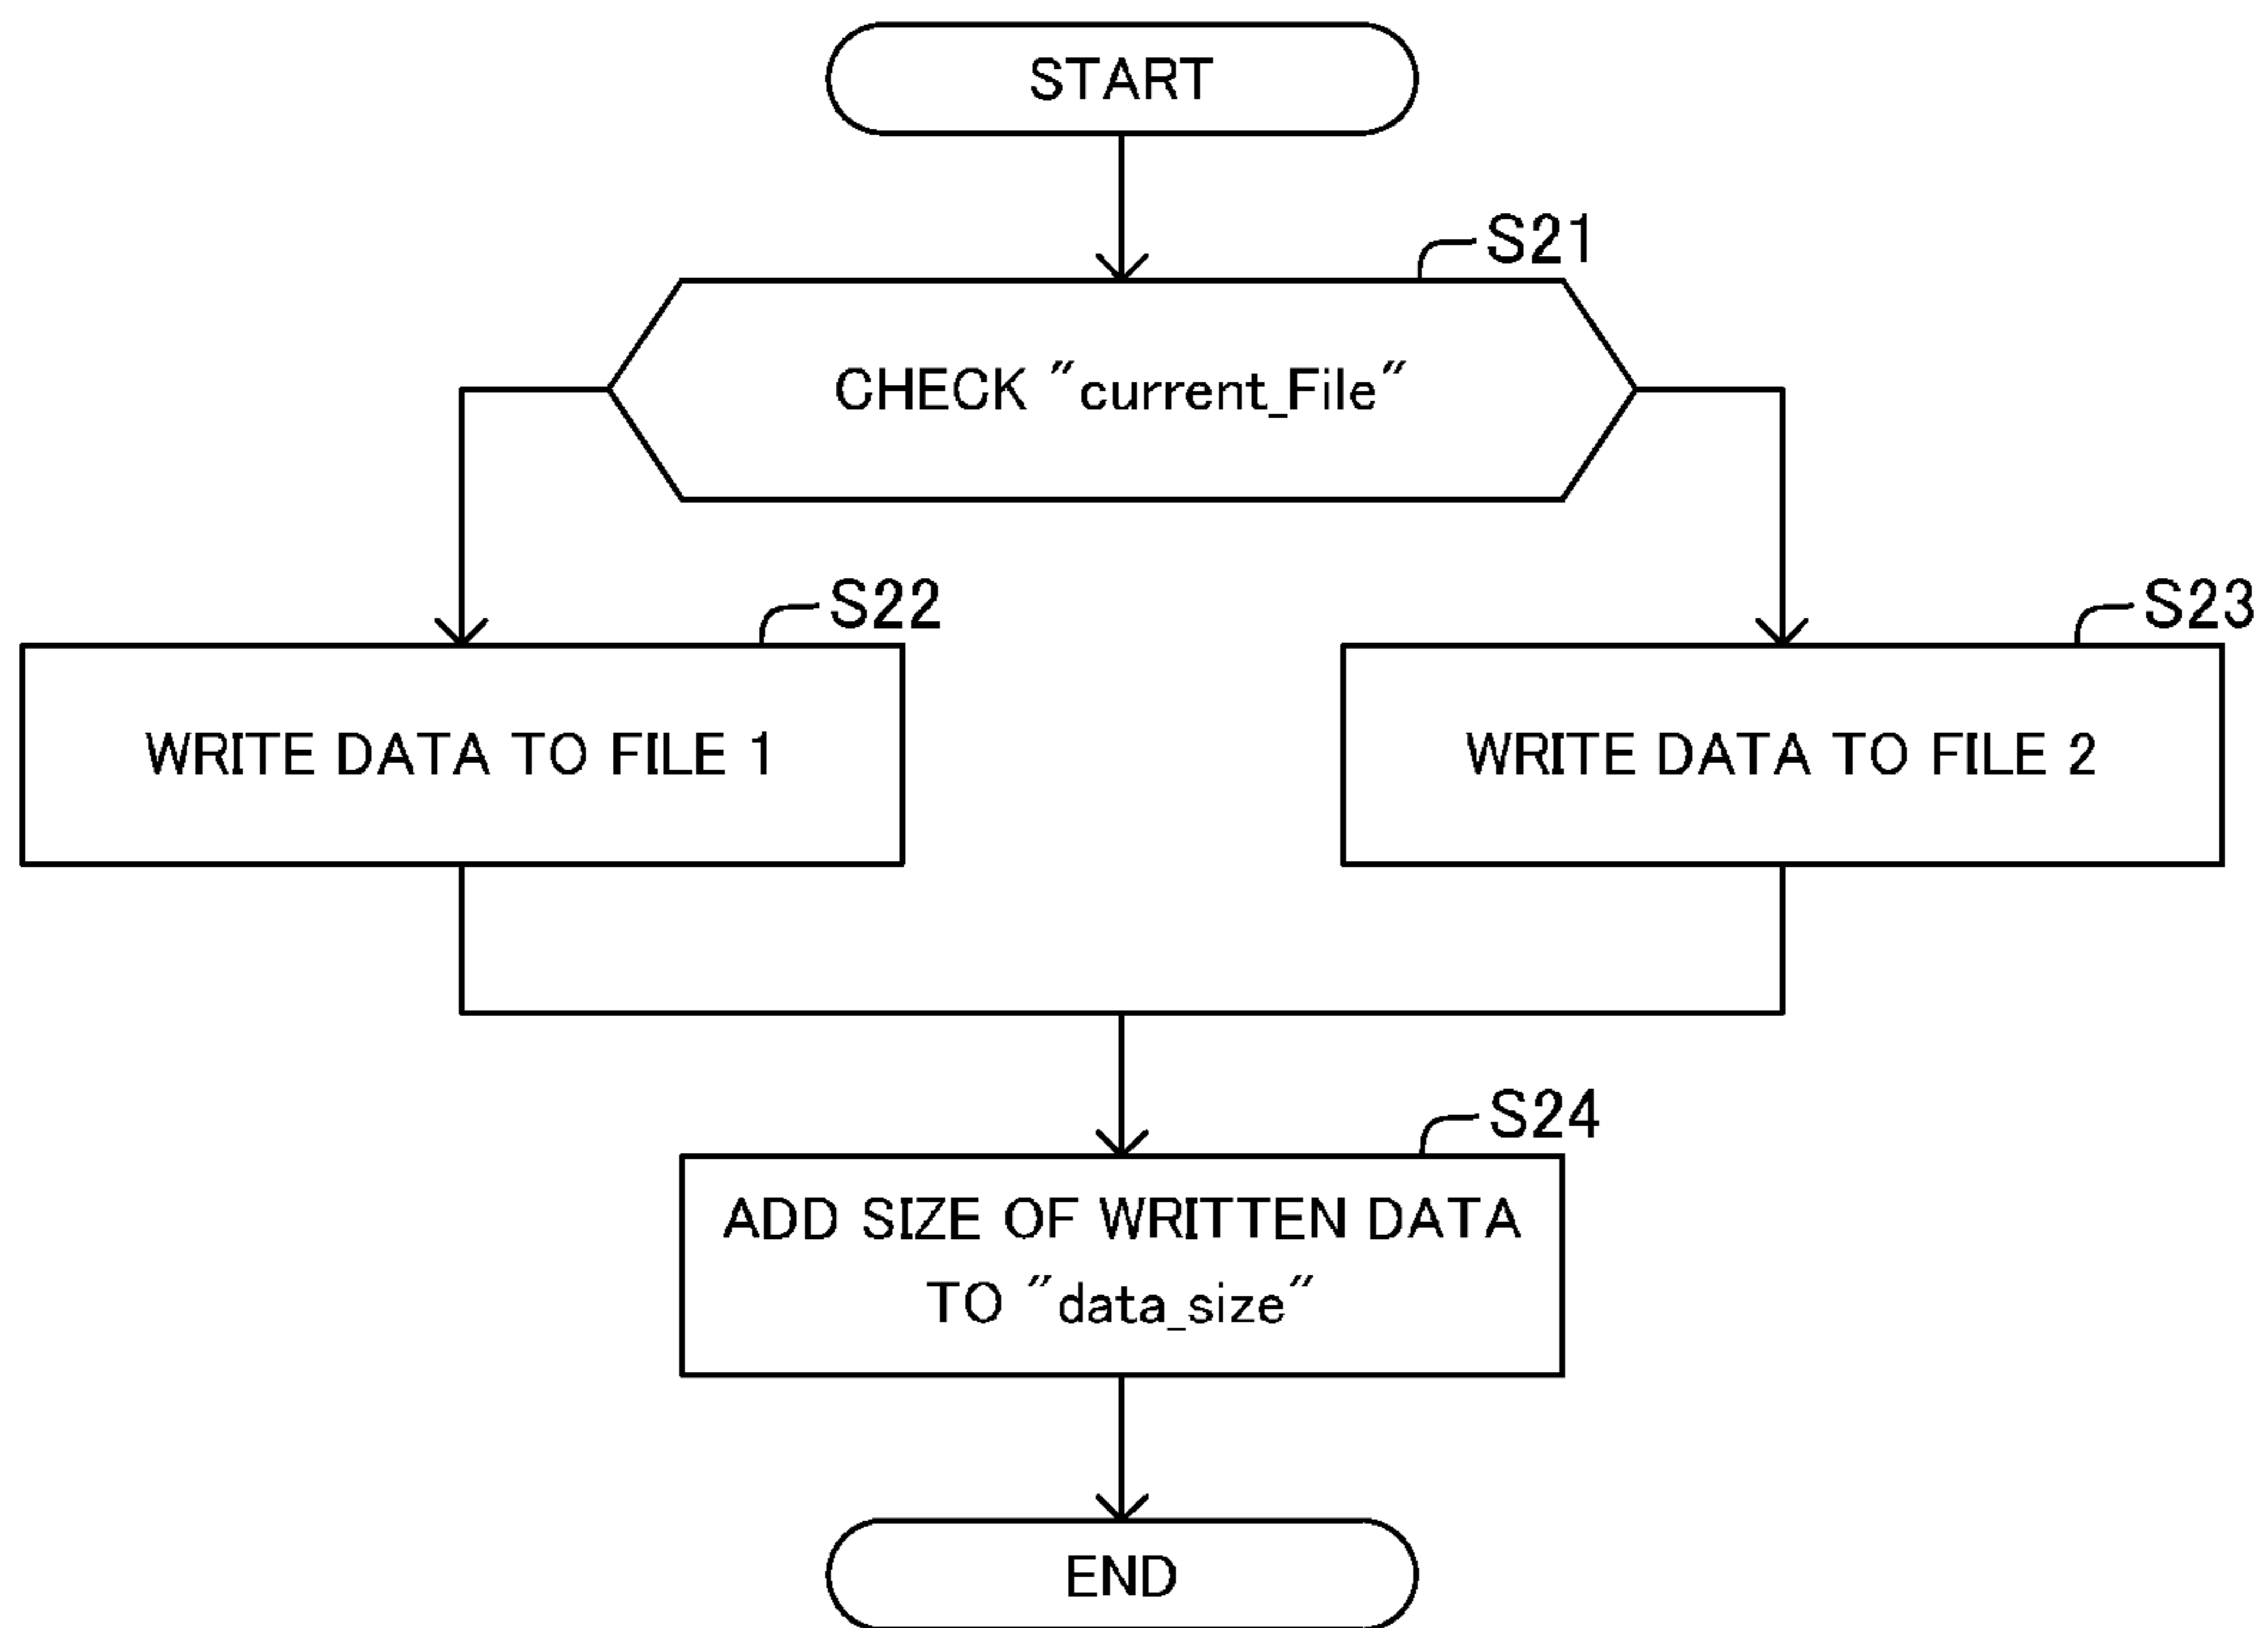 START
S21
CHECK "current_File"
S22
S23
WRITE DATA TO FILE 1
WRITE DATA TO FILE 2
S24
ADD SIZE OF WRITTEN DATA
TO "data_size"
END